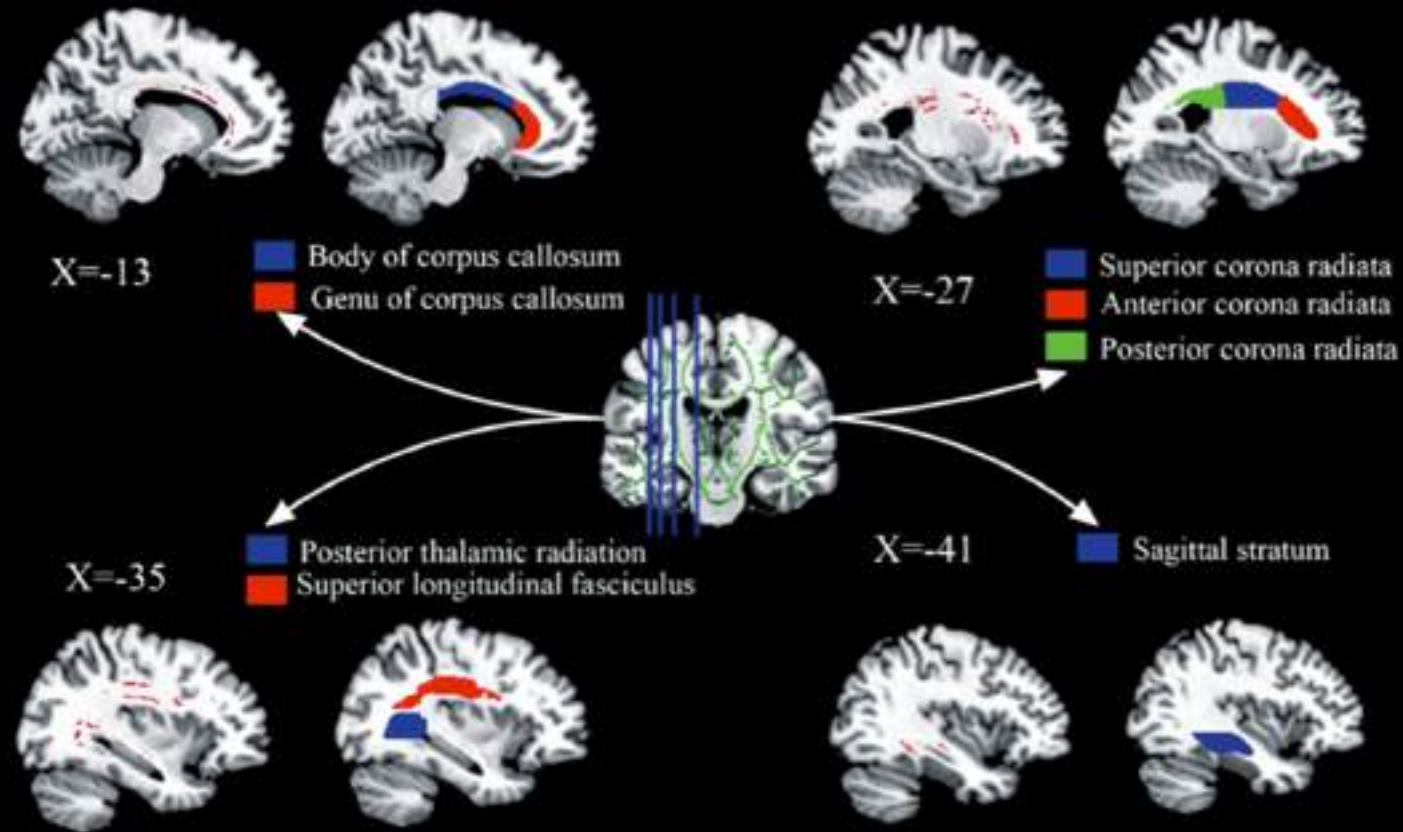 X=-13
Body of corpus callosum
Genu of corpus callosum
X=-27
Superior corona radiata
Anterior corona radiata
Posterior corona radiata
X=-35
Posterior thalamic radiation
Superior longitudinal fasciculus
X=-41
Sagittal stratum